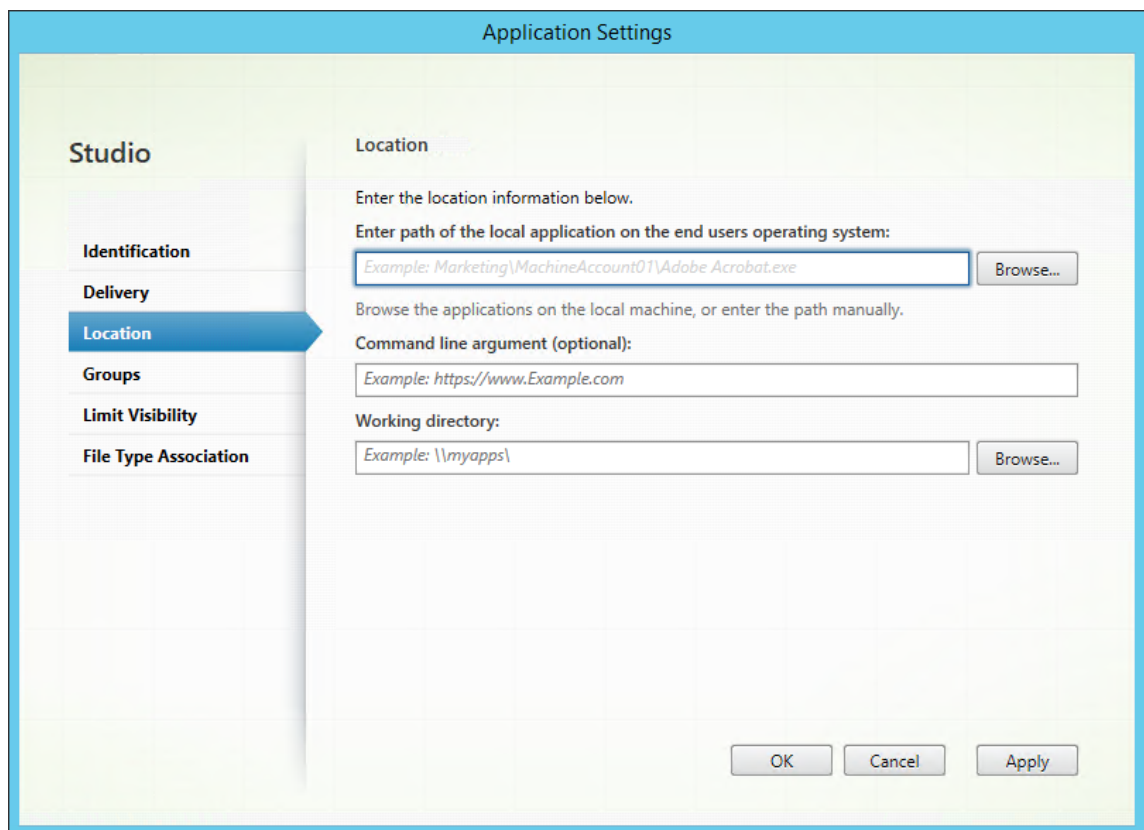 Application Settings
Studio
Identification
Delivery
Location
Groups
Limit Visibility
File Type Association
Location
Enter the location information below.
Enter path of the local application on the end users operating system:
Example: Marketing\MachineAccount01\Adobe Acrobat.exe
Browse...
Browse the applications on the local machine, or enter the path manually.
Command line argument (optional):
Example: https://www.Example.com
Working directory:
Example: \\myapps\
Browse...
OK
Cancel
Apply